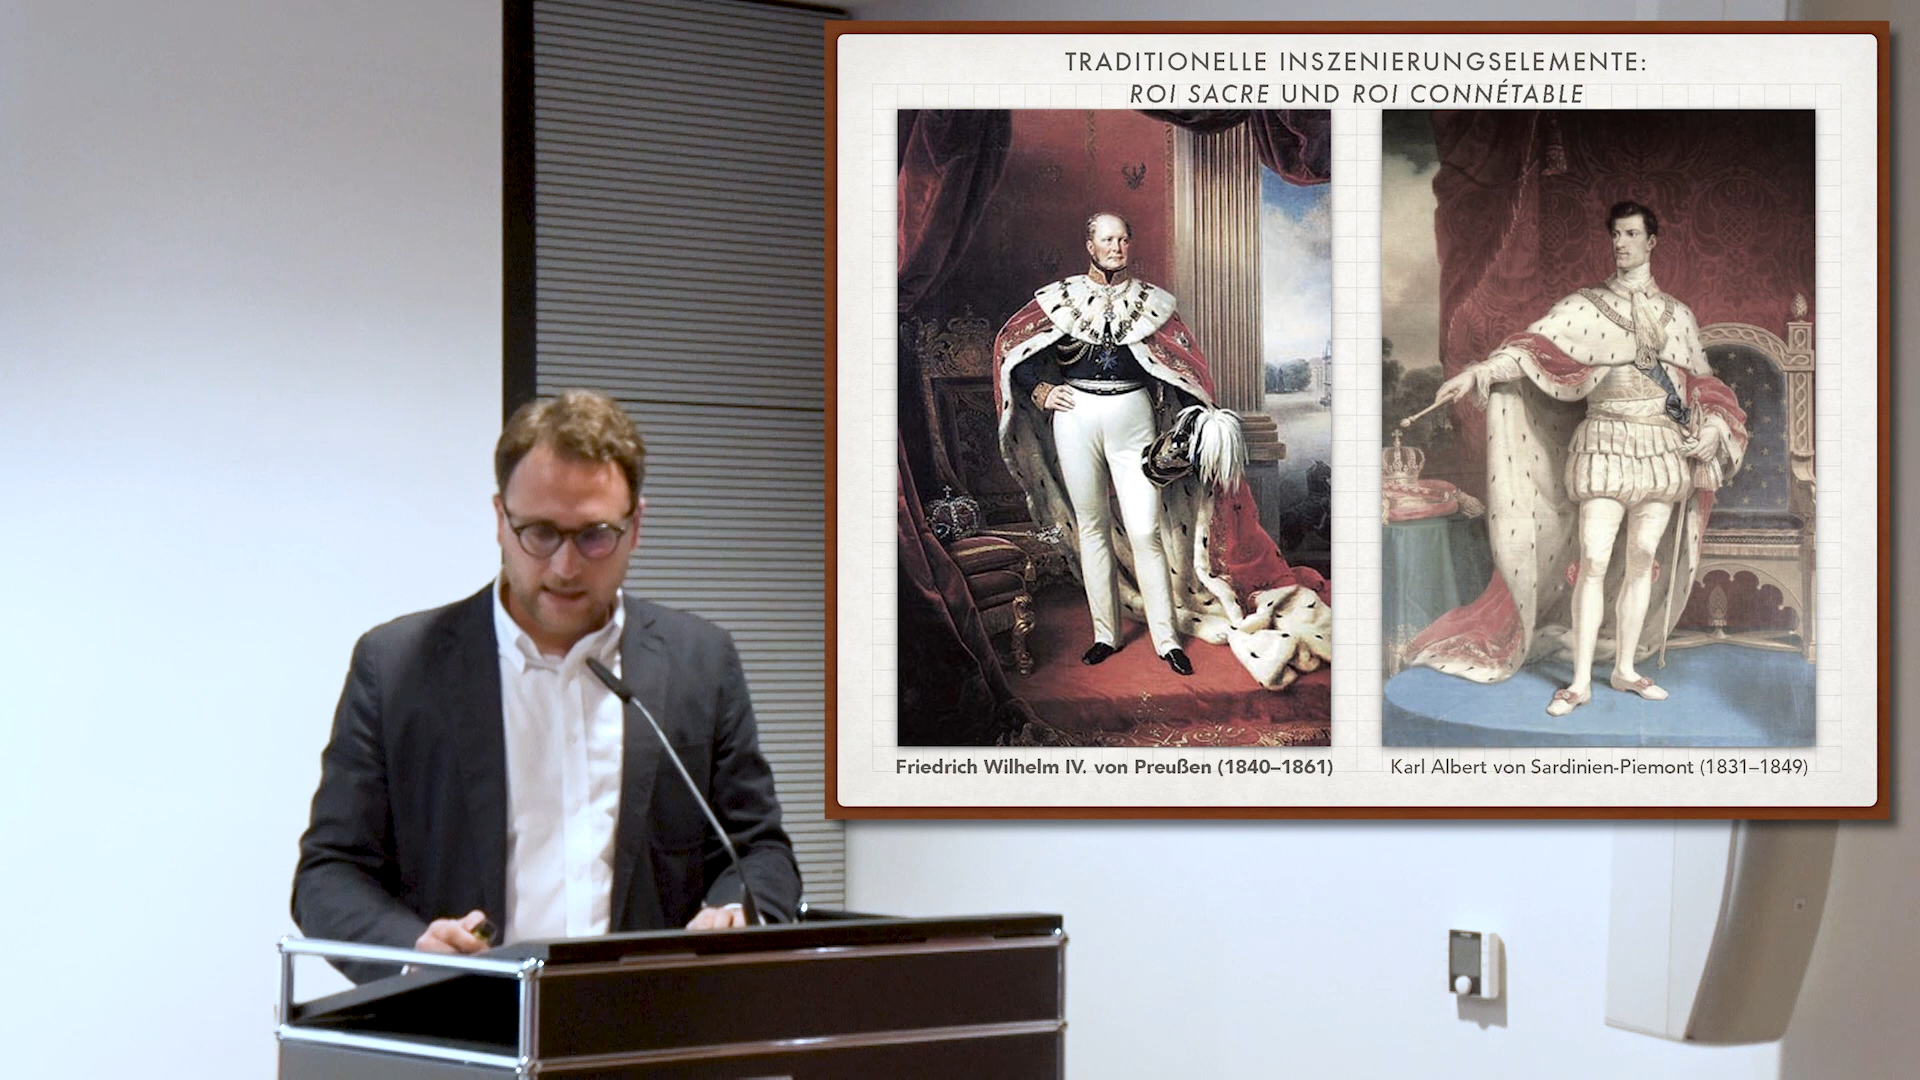 TRADITIONELLE INSZENIERUNGSELEMENTE:
ROI SACRE UND ROI CONNÉTABLE
Friedrich Wilhelm IV. von Preußen (1840–1861)
Karl Albert von Sardinien-Piemont (1831–1849)